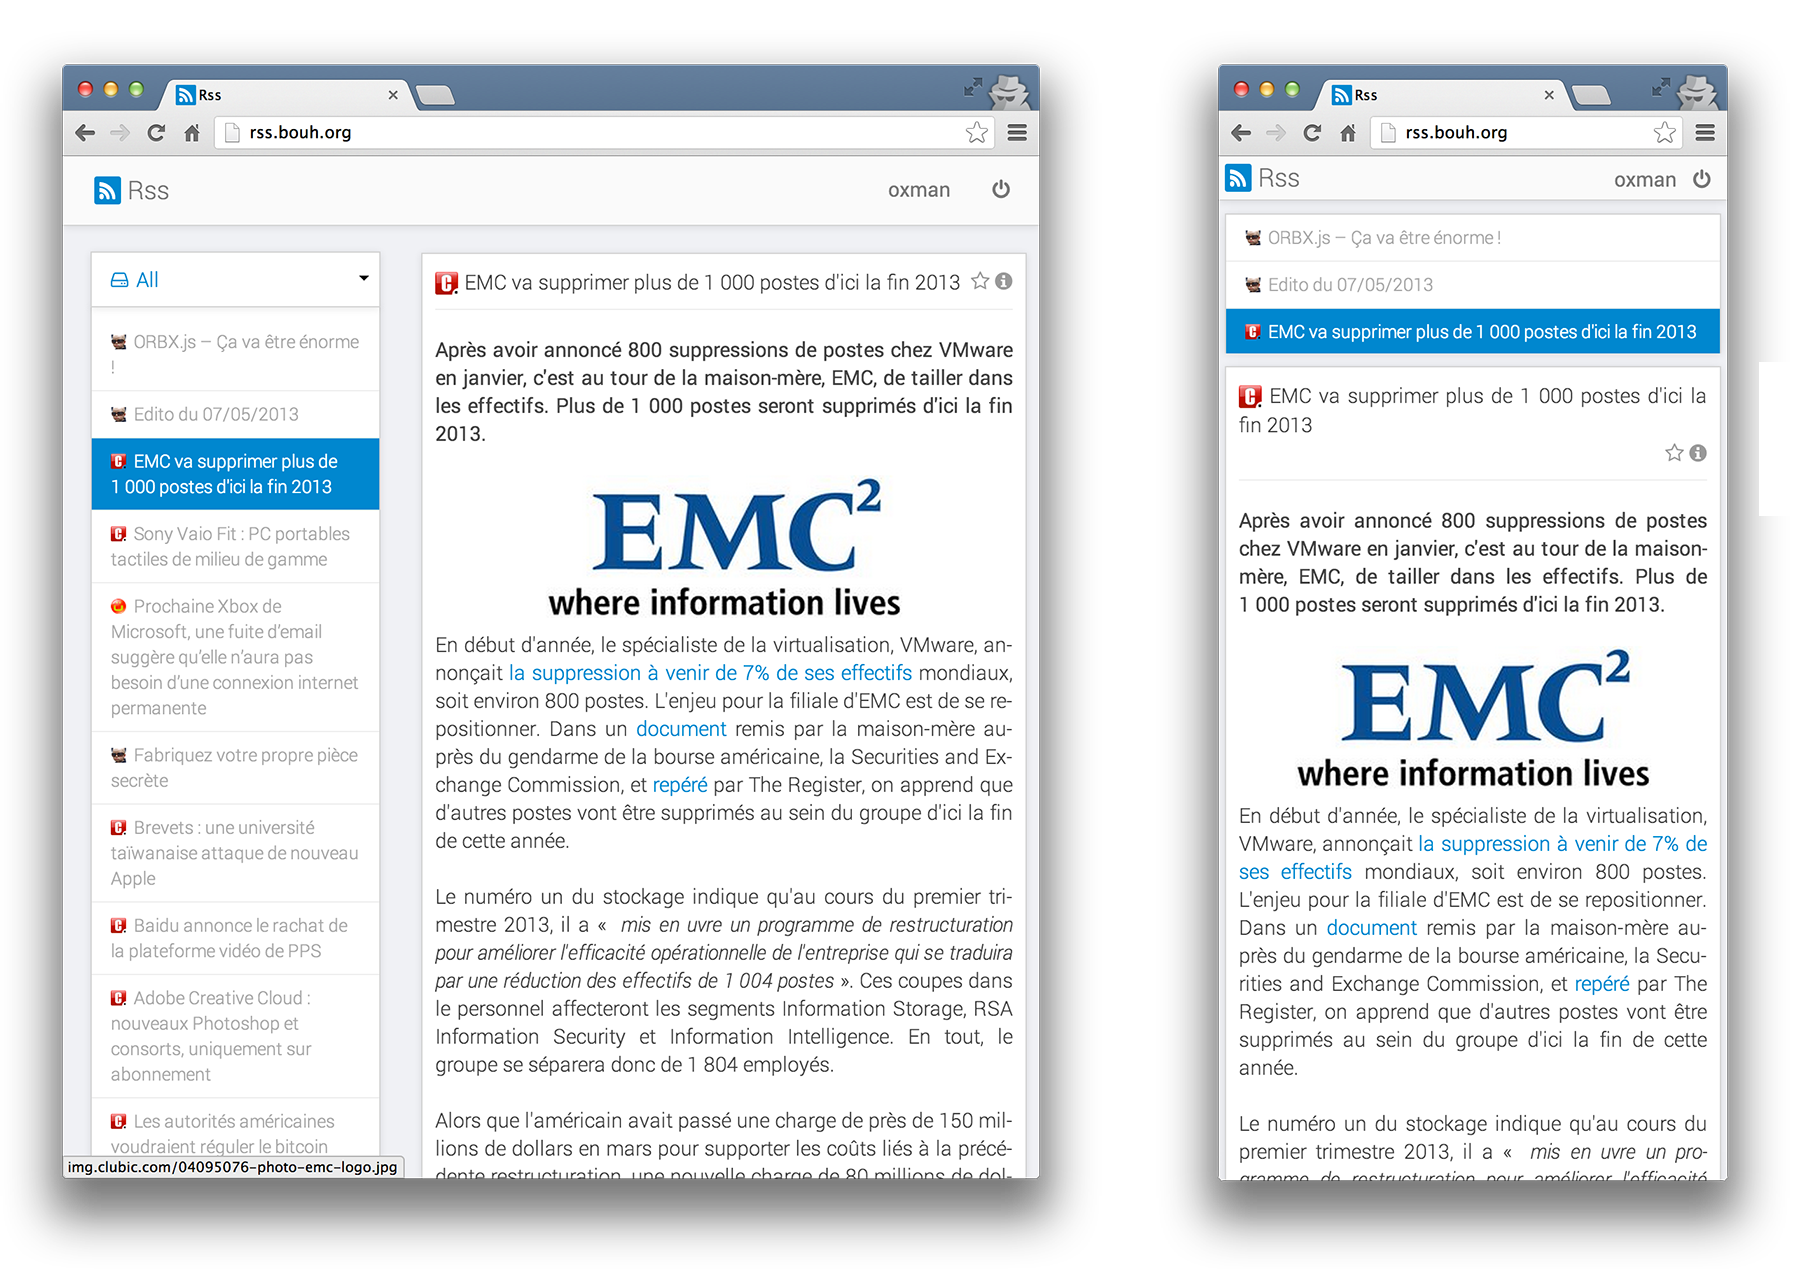 Rss
rss.bouh.org
Rss
oxman
All
ORBX.js – Ça va être énorme
!
Edito du 07/05/2013
EMC va supprimer plus de
1 000 postes d'ici la fin 2013
Sony Vaio Fit : PC portables
tactiles de milieu de gamme
Prochaine Xbox de
Microsoft, une fuite d’email
suggère qu’elle n’aura pas
besoin d’une connexion internet
permanente
Fabriquez votre propre pièce
secrète
Brevets : une université
taïwanaise attaque de nouveau
Apple
Baidu annonce le rachat de
la plateforme vidéo de PPS
Adobe Creative Cloud :
nouveaux Photoshop et
consorts, uniquement sur
abonnement
Les autorités américaines
voudraient réguler le bitcoin
img.clubic.com/04095076-photo-emc-logo.jpg
EMC va supprimer plus de 1 000 postes d'ici la fin 2013
Après avoir annoncé 800 suppressions de postes chez VMware
en janvier, c'est au tour de la maison-mère, EMC, de tailler dans
les effectifs. Plus de 1 000 postes seront supprimés d'ici la fin
2013.
EMC²
where information lives
En début d'année, le spécialiste de la virtualisation, VMware, an-
nonçait la suppression à venir de 7% de ses effectifs mondiaux,
soit environ 800 postes. L'enjeu pour la filiale d'EMC est de se re-
positionner. Dans un document remis par la maison-mère au-
près du gendarme de la bourse américaine, la Securities and Ex-
change Commission, et repéré par The Register, on apprend que
d'autres postes vont être supprimés au sein du groupe d'ici la fin
de cette année.
Le numéro un du stockage indique qu'au cours du premier tri-
mestre 2013, il a « mis en uvre un programme de restructuration
pour améliorer l'efficacité opérationnelle de l'entreprise qui se traduira
par une réduction des effectifs de 1 004 postes ». Ces coupes dans
le personnel affecteront les segments Information Storage, RSA
Information Security et Information Intelligence. En tout, le
groupe se séparera donc de 1 804 employés.
Alors que l'américain avait passé une charge de près de 150 mil-
lions de dollars en mars pour supporter les coûts liés à la précé-
dente restructuration, une nouvelle charge de 80 millions de dol-
Rss
rss.bouh.org
Rss
oxman
ORBX.js – Ça va être énorme !
Edito du 07/05/2013
EMC va supprimer plus de 1 000 postes d'ici la fin 2013
EMC va supprimer plus de 1 000 postes d'ici la
fin 2013
Après avoir annoncé 800 suppressions de postes
chez VMware en janvier, c'est au tour de la maison-
mère, EMC, de tailler dans les effectifs. Plus de
1 000 postes seront supprimés d'ici la fin 2013.
EMC²
where information lives
En début d'année, le spécialiste de la virtualisation,
VMware, annonçait la suppression à venir de 7% de
ses effectifs mondiaux, soit environ 800 postes.
L'enjeu pour la filiale d'EMC est de se repositionner.
Dans un document remis par la maison-mère au-
près du gendarme de la bourse américaine, la Secu-
rities and Exchange Commission, et repéré par The
Register, on apprend que d'autres postes vont être
supprimés au sein du groupe d'ici la fin de cette
année.
Le numéro un du stockage indique qu'au cours du
premier trimestre 2013, il a « mis en uvre un pro-
gramme de restructuration pour améliorer l'efficacité